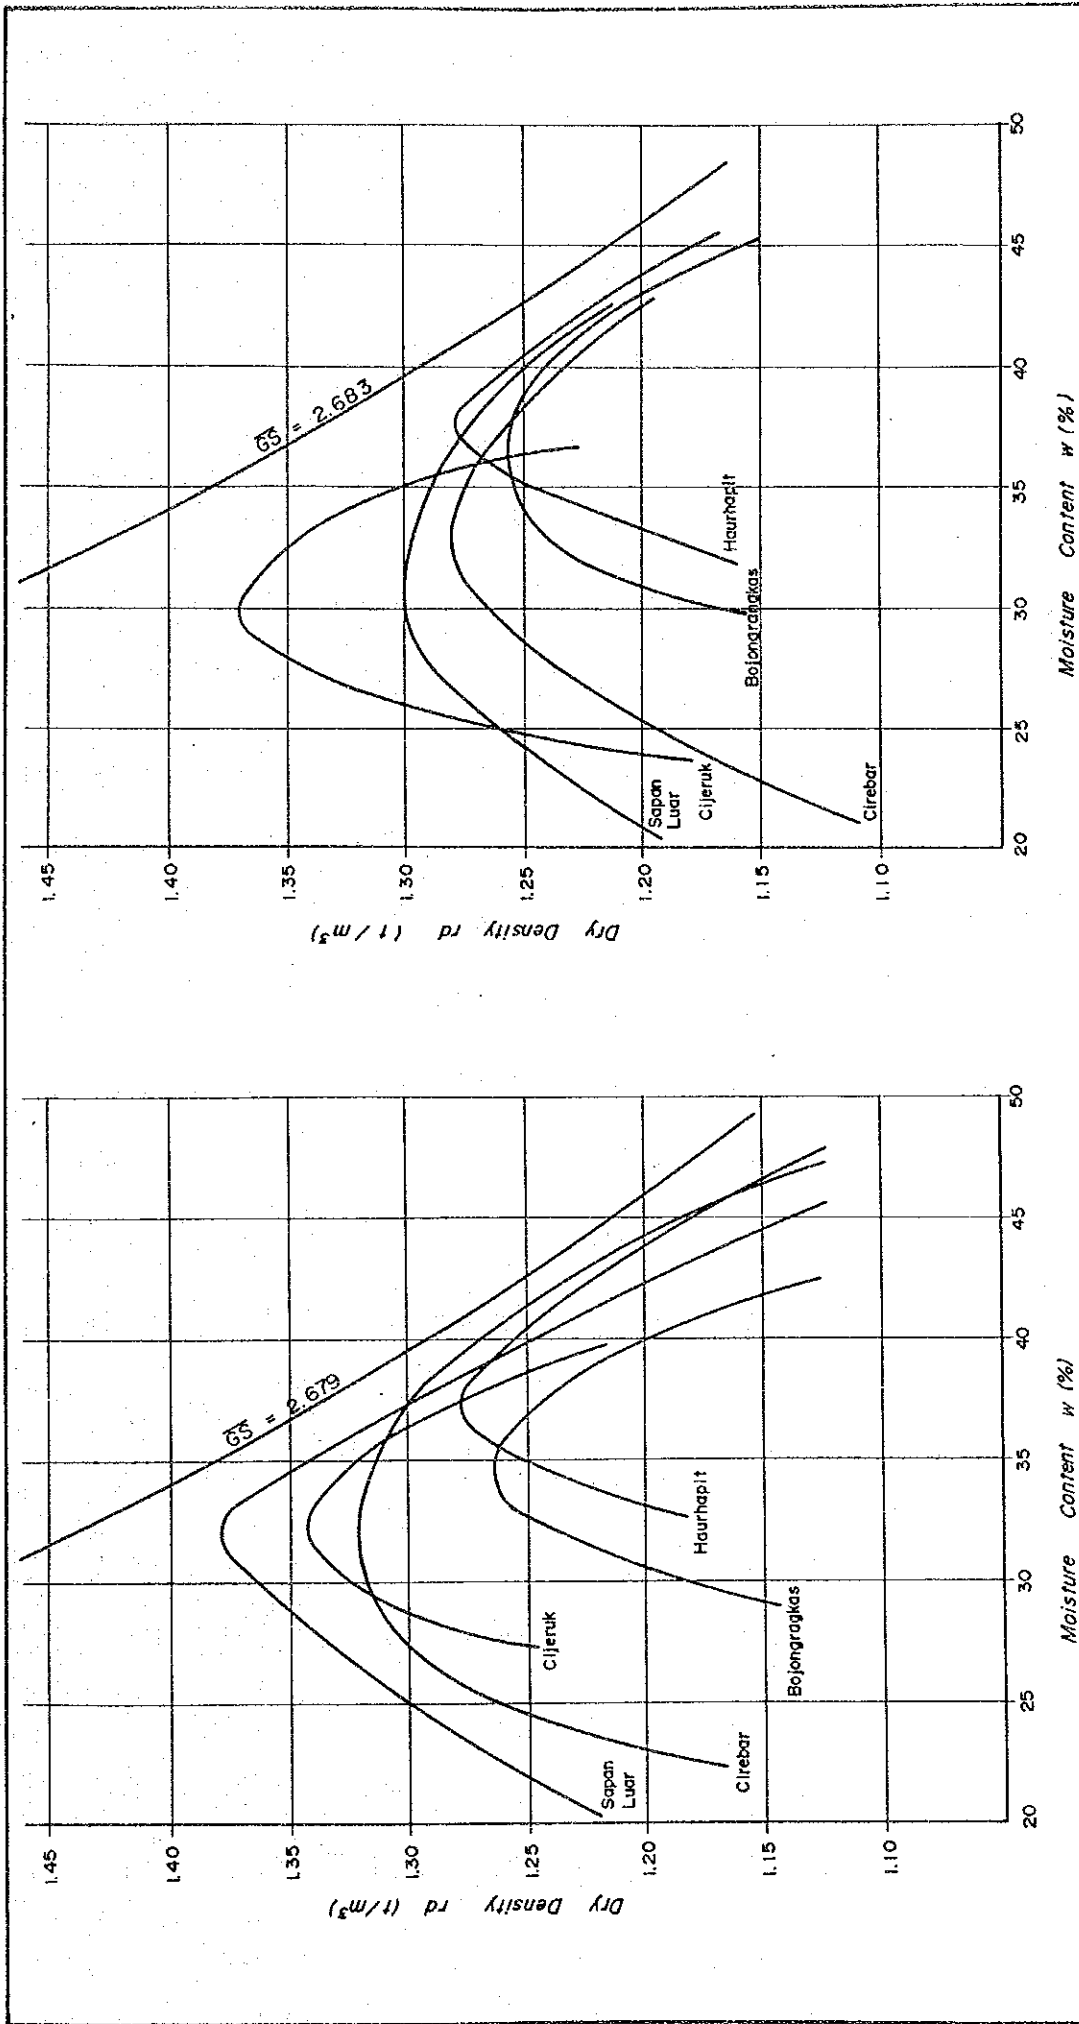 Dry Density rd (t/m³)
1.45
1.40
1.35
1.30
1.25
1.20
1.15
1.10
G̅S̅ = 2.679
Sapan
Luar
Cirebar
Cijeruk
Bojongragkas
Haurhapit
20
25
30
35
40
45
50
Moisture Content w (%)
Dry Density rd (t/m³)
1.45
1.40
1.35
1.30
1.25
1.20
1.15
1.10
G̅S̅ = 2.683
Sapan
Luar
Cijeruk
Cirebar
Bojongrangkas
Haurhapit
20
25
30
35
40
45
50
Moisture Content w (%)